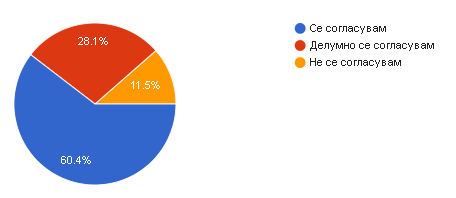 28.1%
11.5%
60.4%
Се согласувам
Делумно се согласувам
Не се согласувам